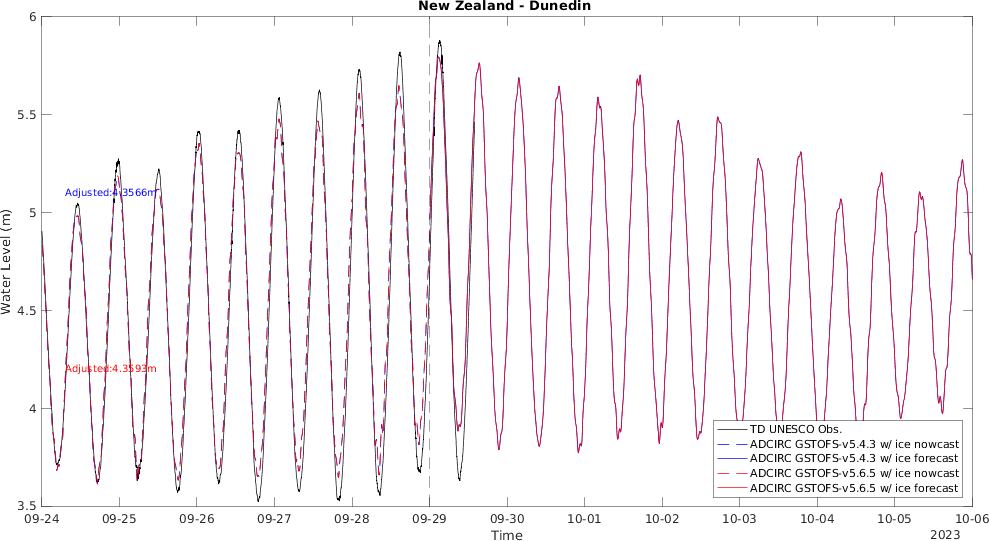 New Zealand - Dunedin
6
5.5
5
4.5
4
3.5
Water Level (m)
Adjusted:4.3566m
Adjusted:4.3593m
TD UNESCO Obs.
ADCIRC GSTOFS-v5.4.3 w/ ice nowcast
ADCIRC GSTOFS-v5.4.3 w/ ice forecast
ADCIRC GSTOFS-v5.6.5 w/ ice nowcast
ADCIRC GSTOFS-v5.6.5 w/ ice forecast
09-24 09-25 09-26 09-27 09-28 09-29 09-30 10-01 10-02 10-03 10-04 10-05 10-06
Time
2023